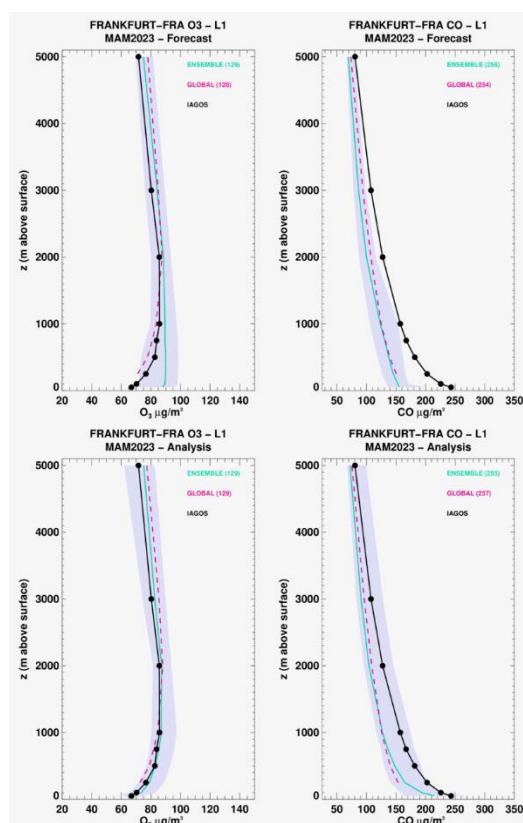 FRANKFURT-FRA O3 - L1
MAM2023 - Forecast
ENSEMBLE (129)
GLOBAL (128)
IAGOS
z (m above surface)
5000
4000
3000
2000
1000
0
20 40 60 80 100 120 140
O₃ µg/m³
FRANKFURT-FRA CO - L1
MAM2023 - Forecast
ENSEMBLE (256)
GLOBAL (254)
IAGOS
z (m above surface)
5000
4000
3000
2000
1000
0
50 100 150 200 250 300 350
CO µg/m³
FRANKFURT-FRA O3 - L1
MAM2023 - Analysis
ENSEMBLE (129)
GLOBAL (129)
IAGOS
z (m above surface)
5000
4000
3000
2000
1000
0
20 40 60 80 100 120 140
O₃ µg/m³
FRANKFURT-FRA CO - L1
MAM2023 - Analysis
ENSEMBLE (255)
GLOBAL (257)
IAGOS
z (m above surface)
5000
4000
3000
2000
1000
0
50 100 150 200 250 300 350
CO µg/m³